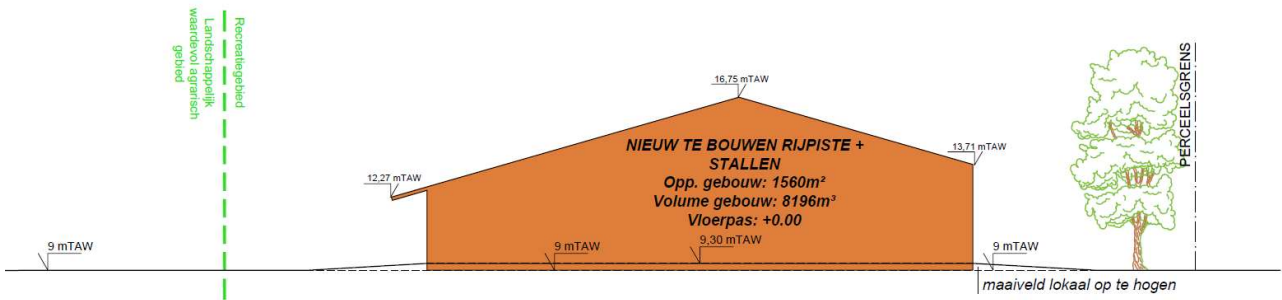 Recreatiegebied
Landschappelijk
waardevol agrarisch
gebied
16,75 mTAW
PERCEELSGRENS
NIEUW TE BOUWEN RIJPISTE +
STALLEN
13,71 mTAW
12,27 mTAW
Opp. gebouw: 1560m²
Volume gebouw: 8196m³
Vloerpas: +0.00
9 mTAW
9 mTAW
9,30 mTAW
9 mTAW
maaiveld lokaal op te hogen